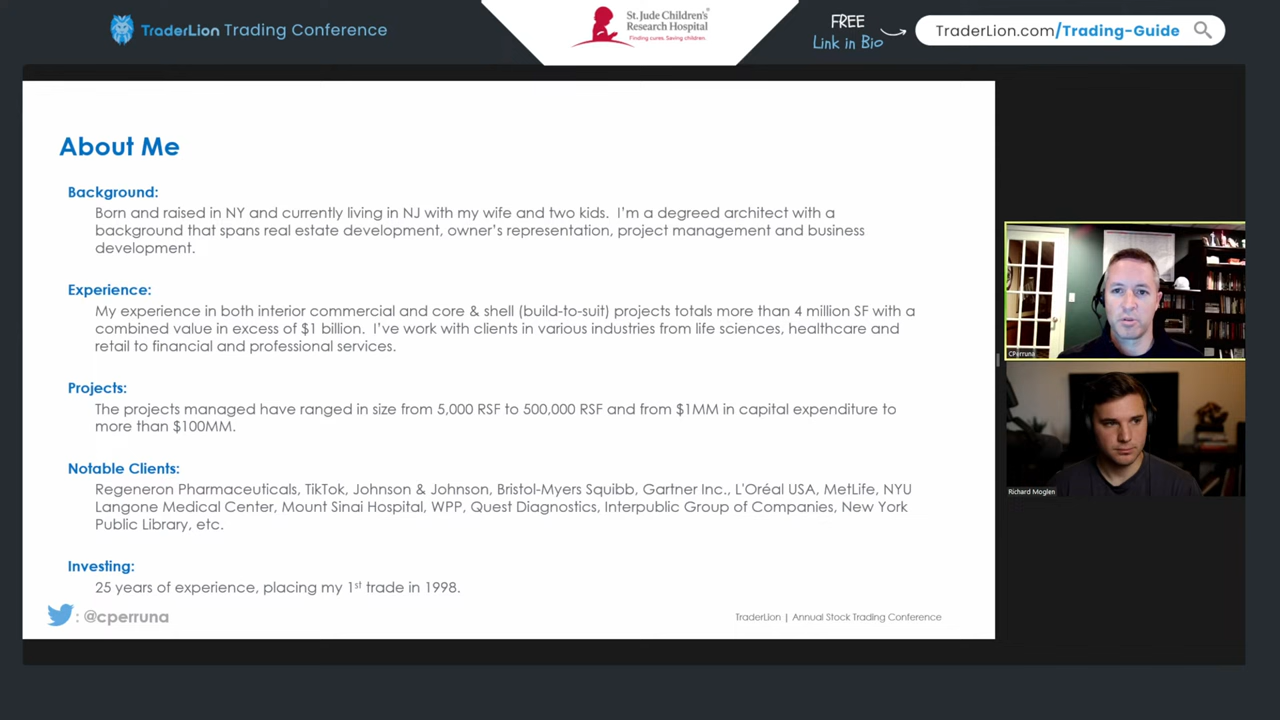 TraderLion Trading Conference
St. Jude Children's
Research Hospital
Finding cures. Saving children.
FREE
Link in Bio
TraderLion.com/Trading-Guide
About Me
Background:
Born and raised in NY and currently living in NJ with my wife and two kids.  I'm a degreed architect with a
background that spans real estate development, owner's representation, project management and business
development.
Experience:
My experience in both interior commercial and core & shell (build-to-suit) projects totals more than 4 million SF with a
combined value in excess of $1 billion.  I've work with clients in various industries from life sciences, healthcare and
retail to financial and professional services.
Projects:
The projects managed have ranged in size from 5,000 RSF to 500,000 RSF and from $1MM in capital expenditure to
more than $100MM.
Notable Clients:
Regeneron Pharmaceuticals, TikTok, Johnson & Johnson, Bristol-Myers Squibb, Gartner Inc., L'Oréal USA, MetLife, NYU
Langone Medical Center, Mount Sinai Hospital, WPP, Quest Diagnostics, Interpublic Group of Companies, New York
Public Library, etc.
Investing:
25 years of experience, placing my 1st trade in 1998.
: @cperruna
TraderLion | Annual Stock Trading Conference
CPerruna
Richard Moglen